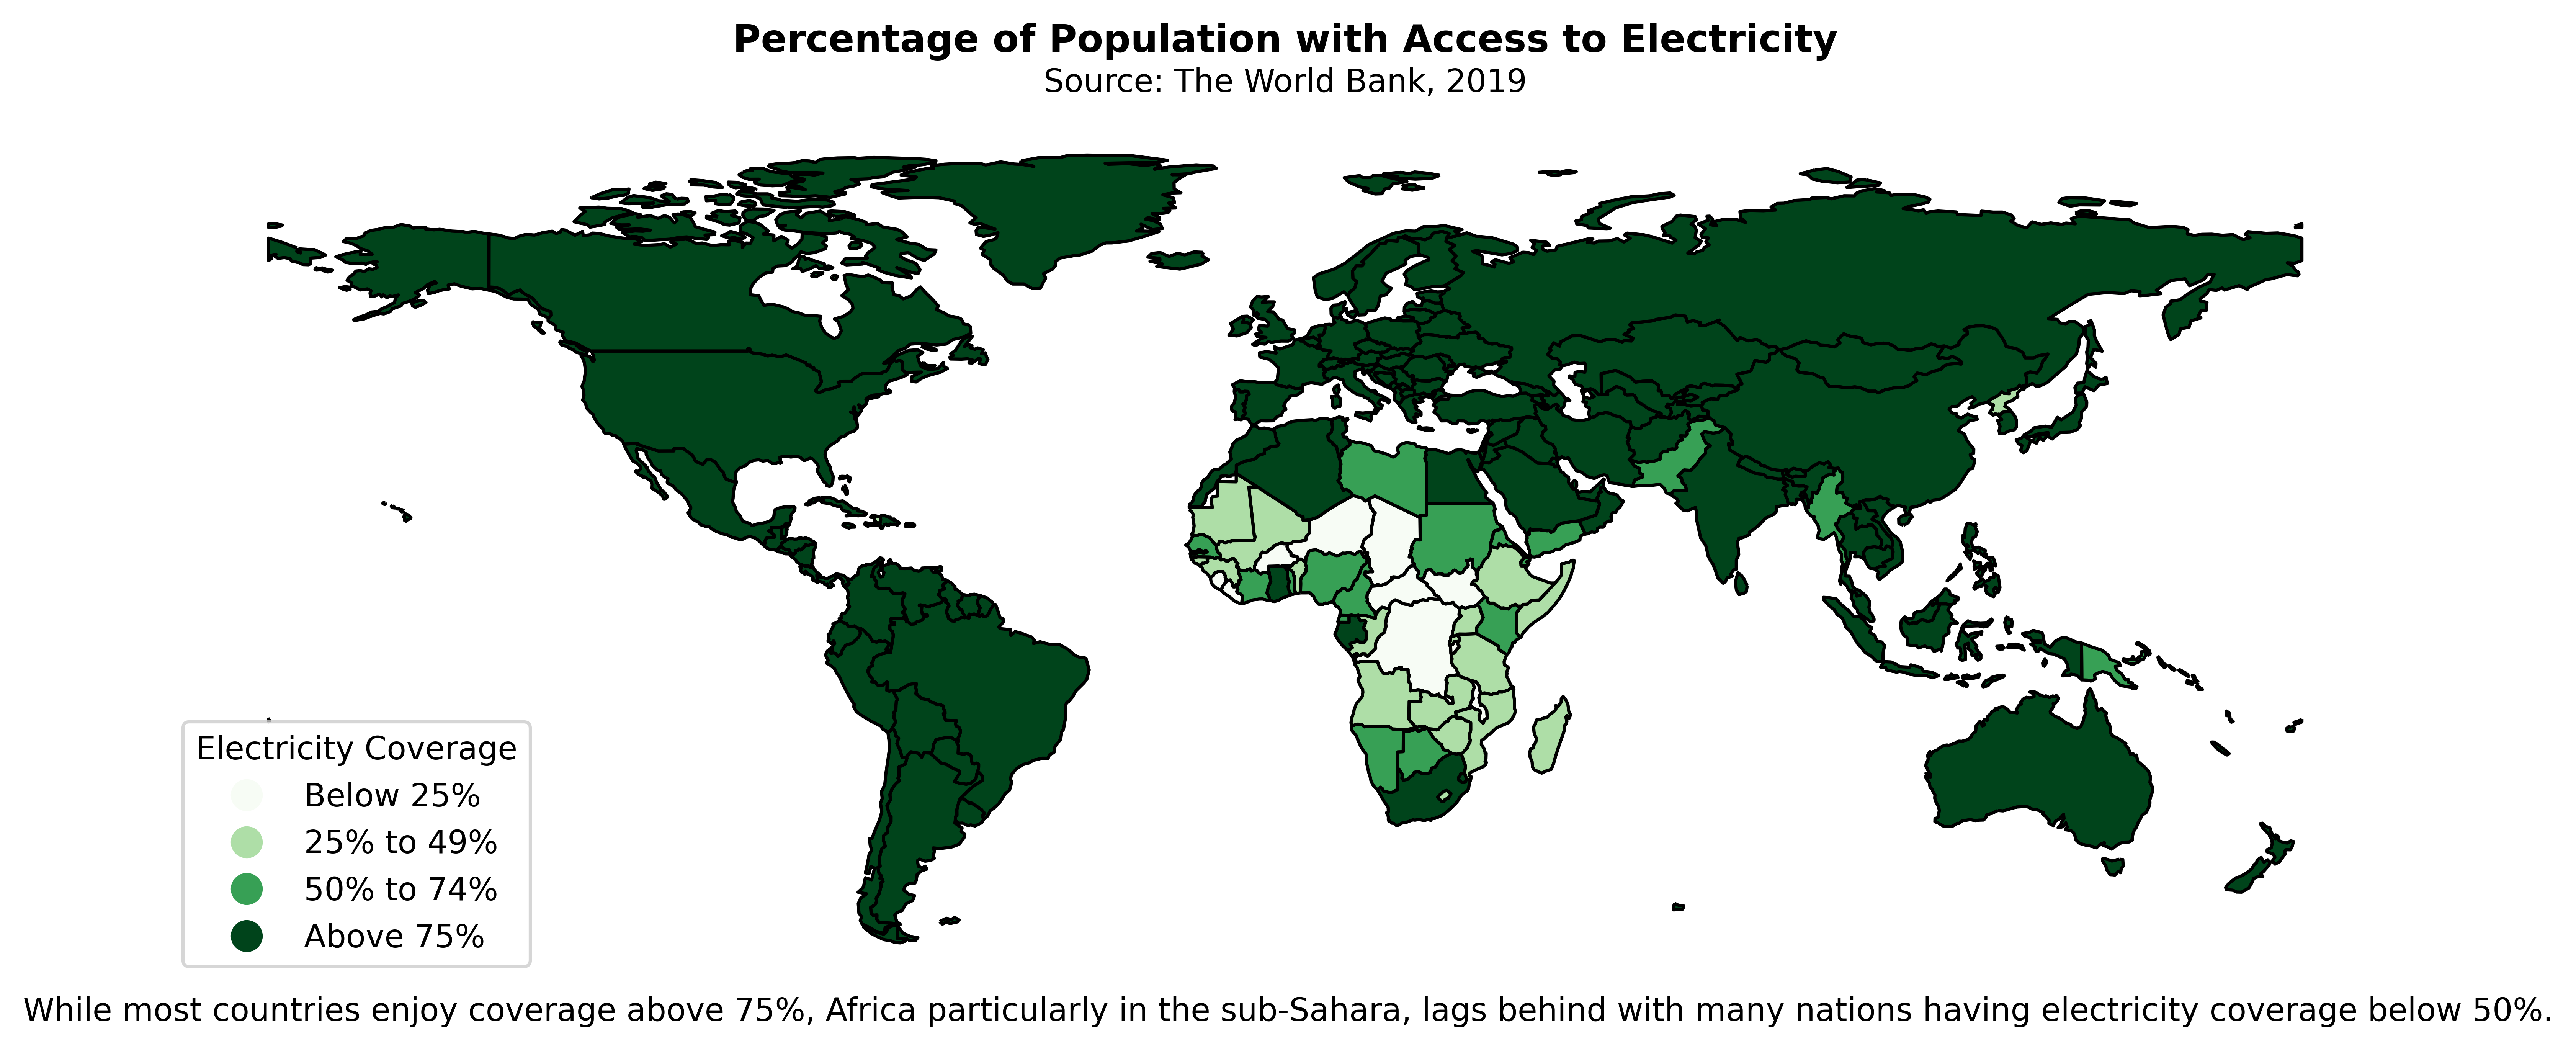 Percentage of Population with Access to Electricity
Source: The World Bank, 2019
Electricity Coverage
Below 25%
25% to 49%
50% to 74%
Above 75%
While most countries enjoy coverage above 75%, Africa particularly in the sub-Sahara, lags behind with many nations having electricity coverage below 50%.